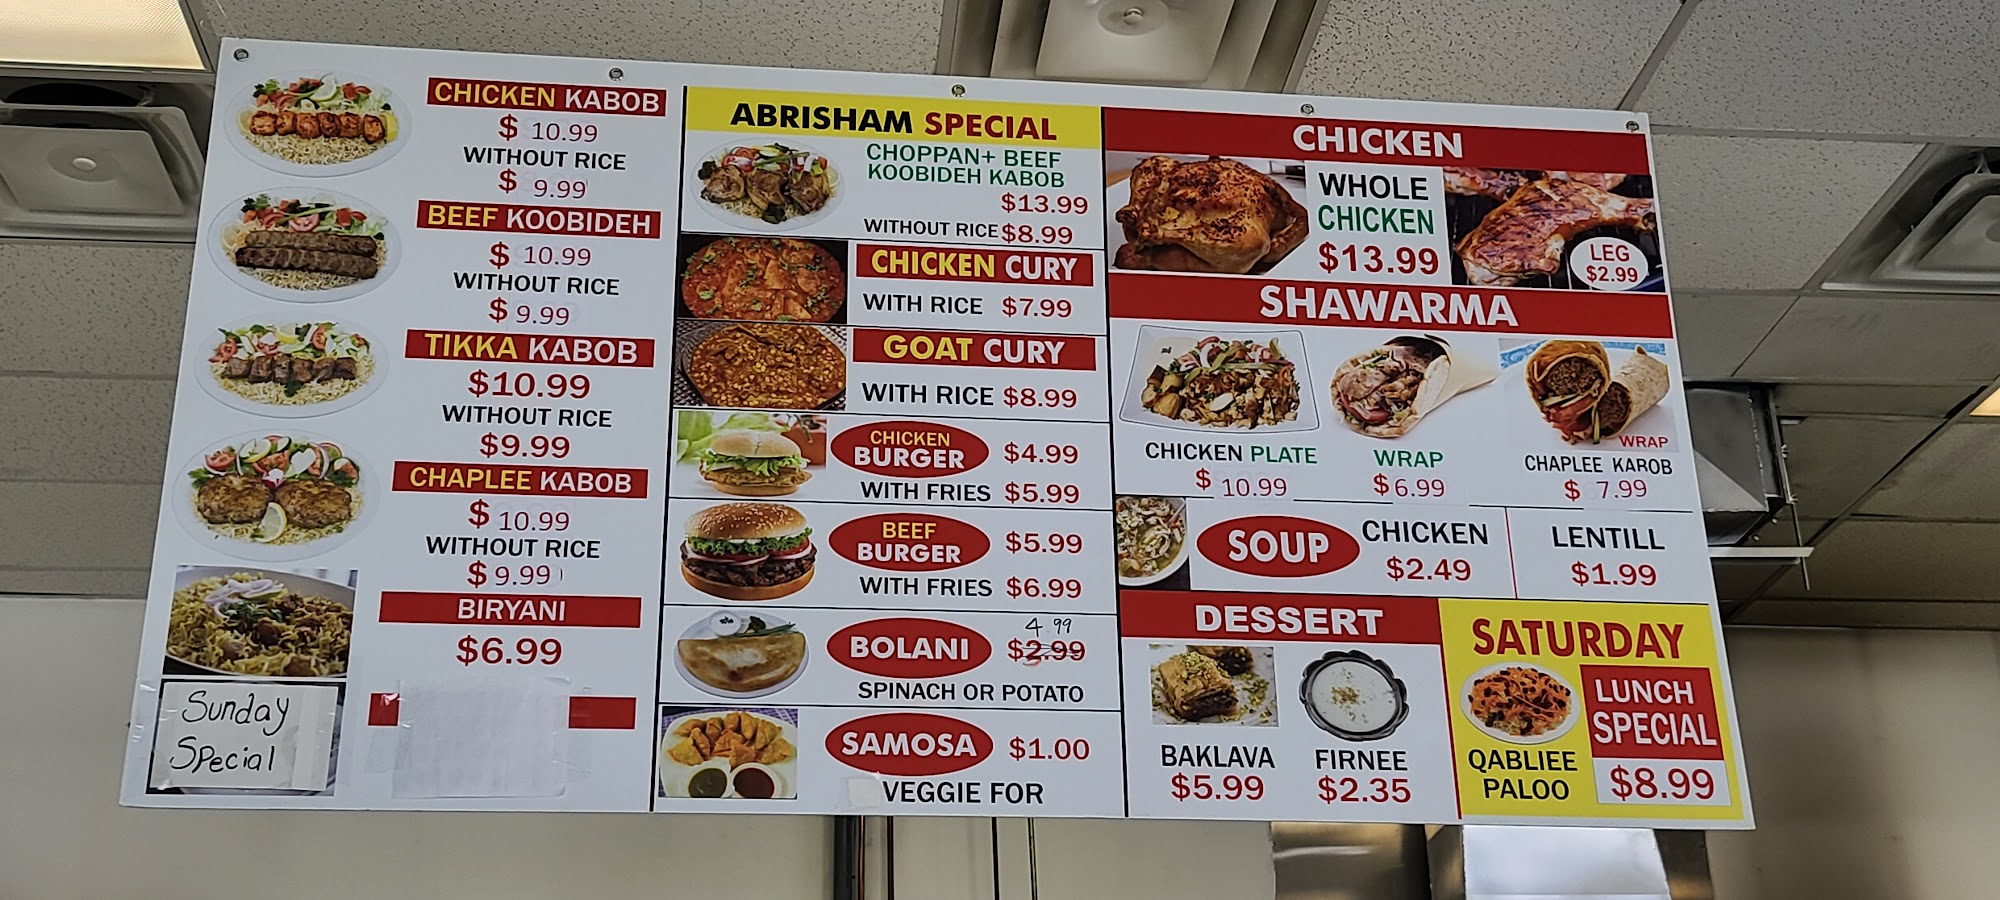 CHICKEN KABOB
$ 10.99
WITHOUT RICE
$ 9.99
BEEF KOOBIDEH
$ 10.99
WITHOUT RICE
$ 9.99
TIKKA KABOB
$10.99
WITHOUT RICE
$9.99
CHAPLEE KABOB
$ 10.99
WITHOUT RICE
$ 9.99
BIRYANI
$6.99
Sunday
Special
ABRISHAM SPECIAL
CHOPPAN+ BEEF
KOOBIDEH KABOB
$13.99
WITHOUT RICE $8.99
CHICKEN CURY
WITH RICE $7.99
GOAT CURY
WITH RICE $8.99
CHICKEN
BURGER $4.99
WITH FRIES $5.99
BEEF
BURGER $5.99
WITH FRIES $6.99
4.99
BOLANI $2.99
SPINACH OR POTATO
SAMOSA $1.00
VEGGIE FOR
CHICKEN
WHOLE
CHICKEN
$13.99
LEG
$2.99
SHAWARMA
CHICKEN PLATE
$ 10.99
WRAP
$6.99
WRAP
CHAPLEE KAROB
$ 7.99
SOUP
CHICKEN
$2.49
LENTILL
$1.99
DESSERT
BAKLAVA
$5.99
FIRNEE
$2.35
SATURDAY
LUNCH
SPECIAL
QABLIEE
PALOO
$8.99